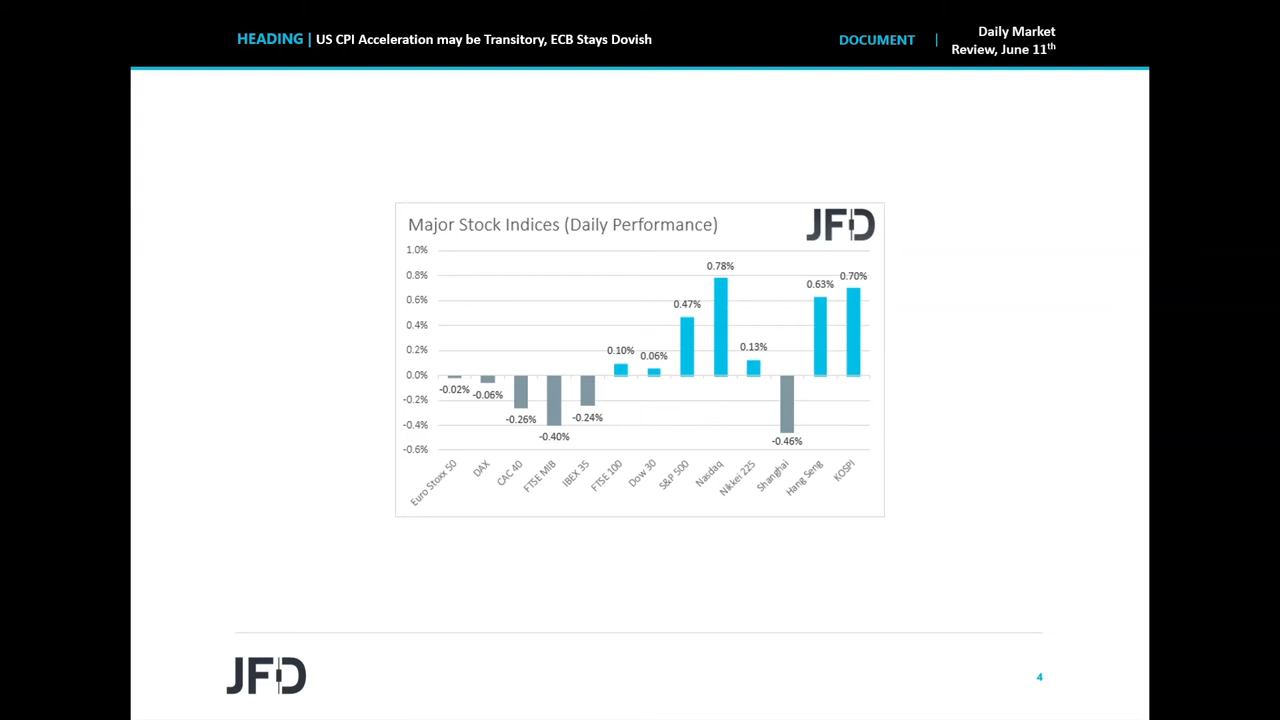 HEADING | US CPI Acceleration may be Transitory, ECB Stays Dovish
DOCUMENT |
Daily Market
Review, June 11th
Major Stock Indices (Daily Performance)
JFD
1.0%
0.8%
0.6%
0.4%
0.2%
0.0%
-0.2%
-0.4%
-0.6%
-0.02%
-0.06%
-0.26%
-0.40%
-0.24%
0.10%
0.06%
0.47%
0.78%
0.13%
-0.46%
0.63%
0.70%
Euro Stoxx 50
DAX
CAC 40
FTSE MIB
IBEX 35
FTSE 100
Dow 30
S&P 500
Nasdaq
Nikkei 225
Shanghai
Hang Seng
KOSPI
JFD
4